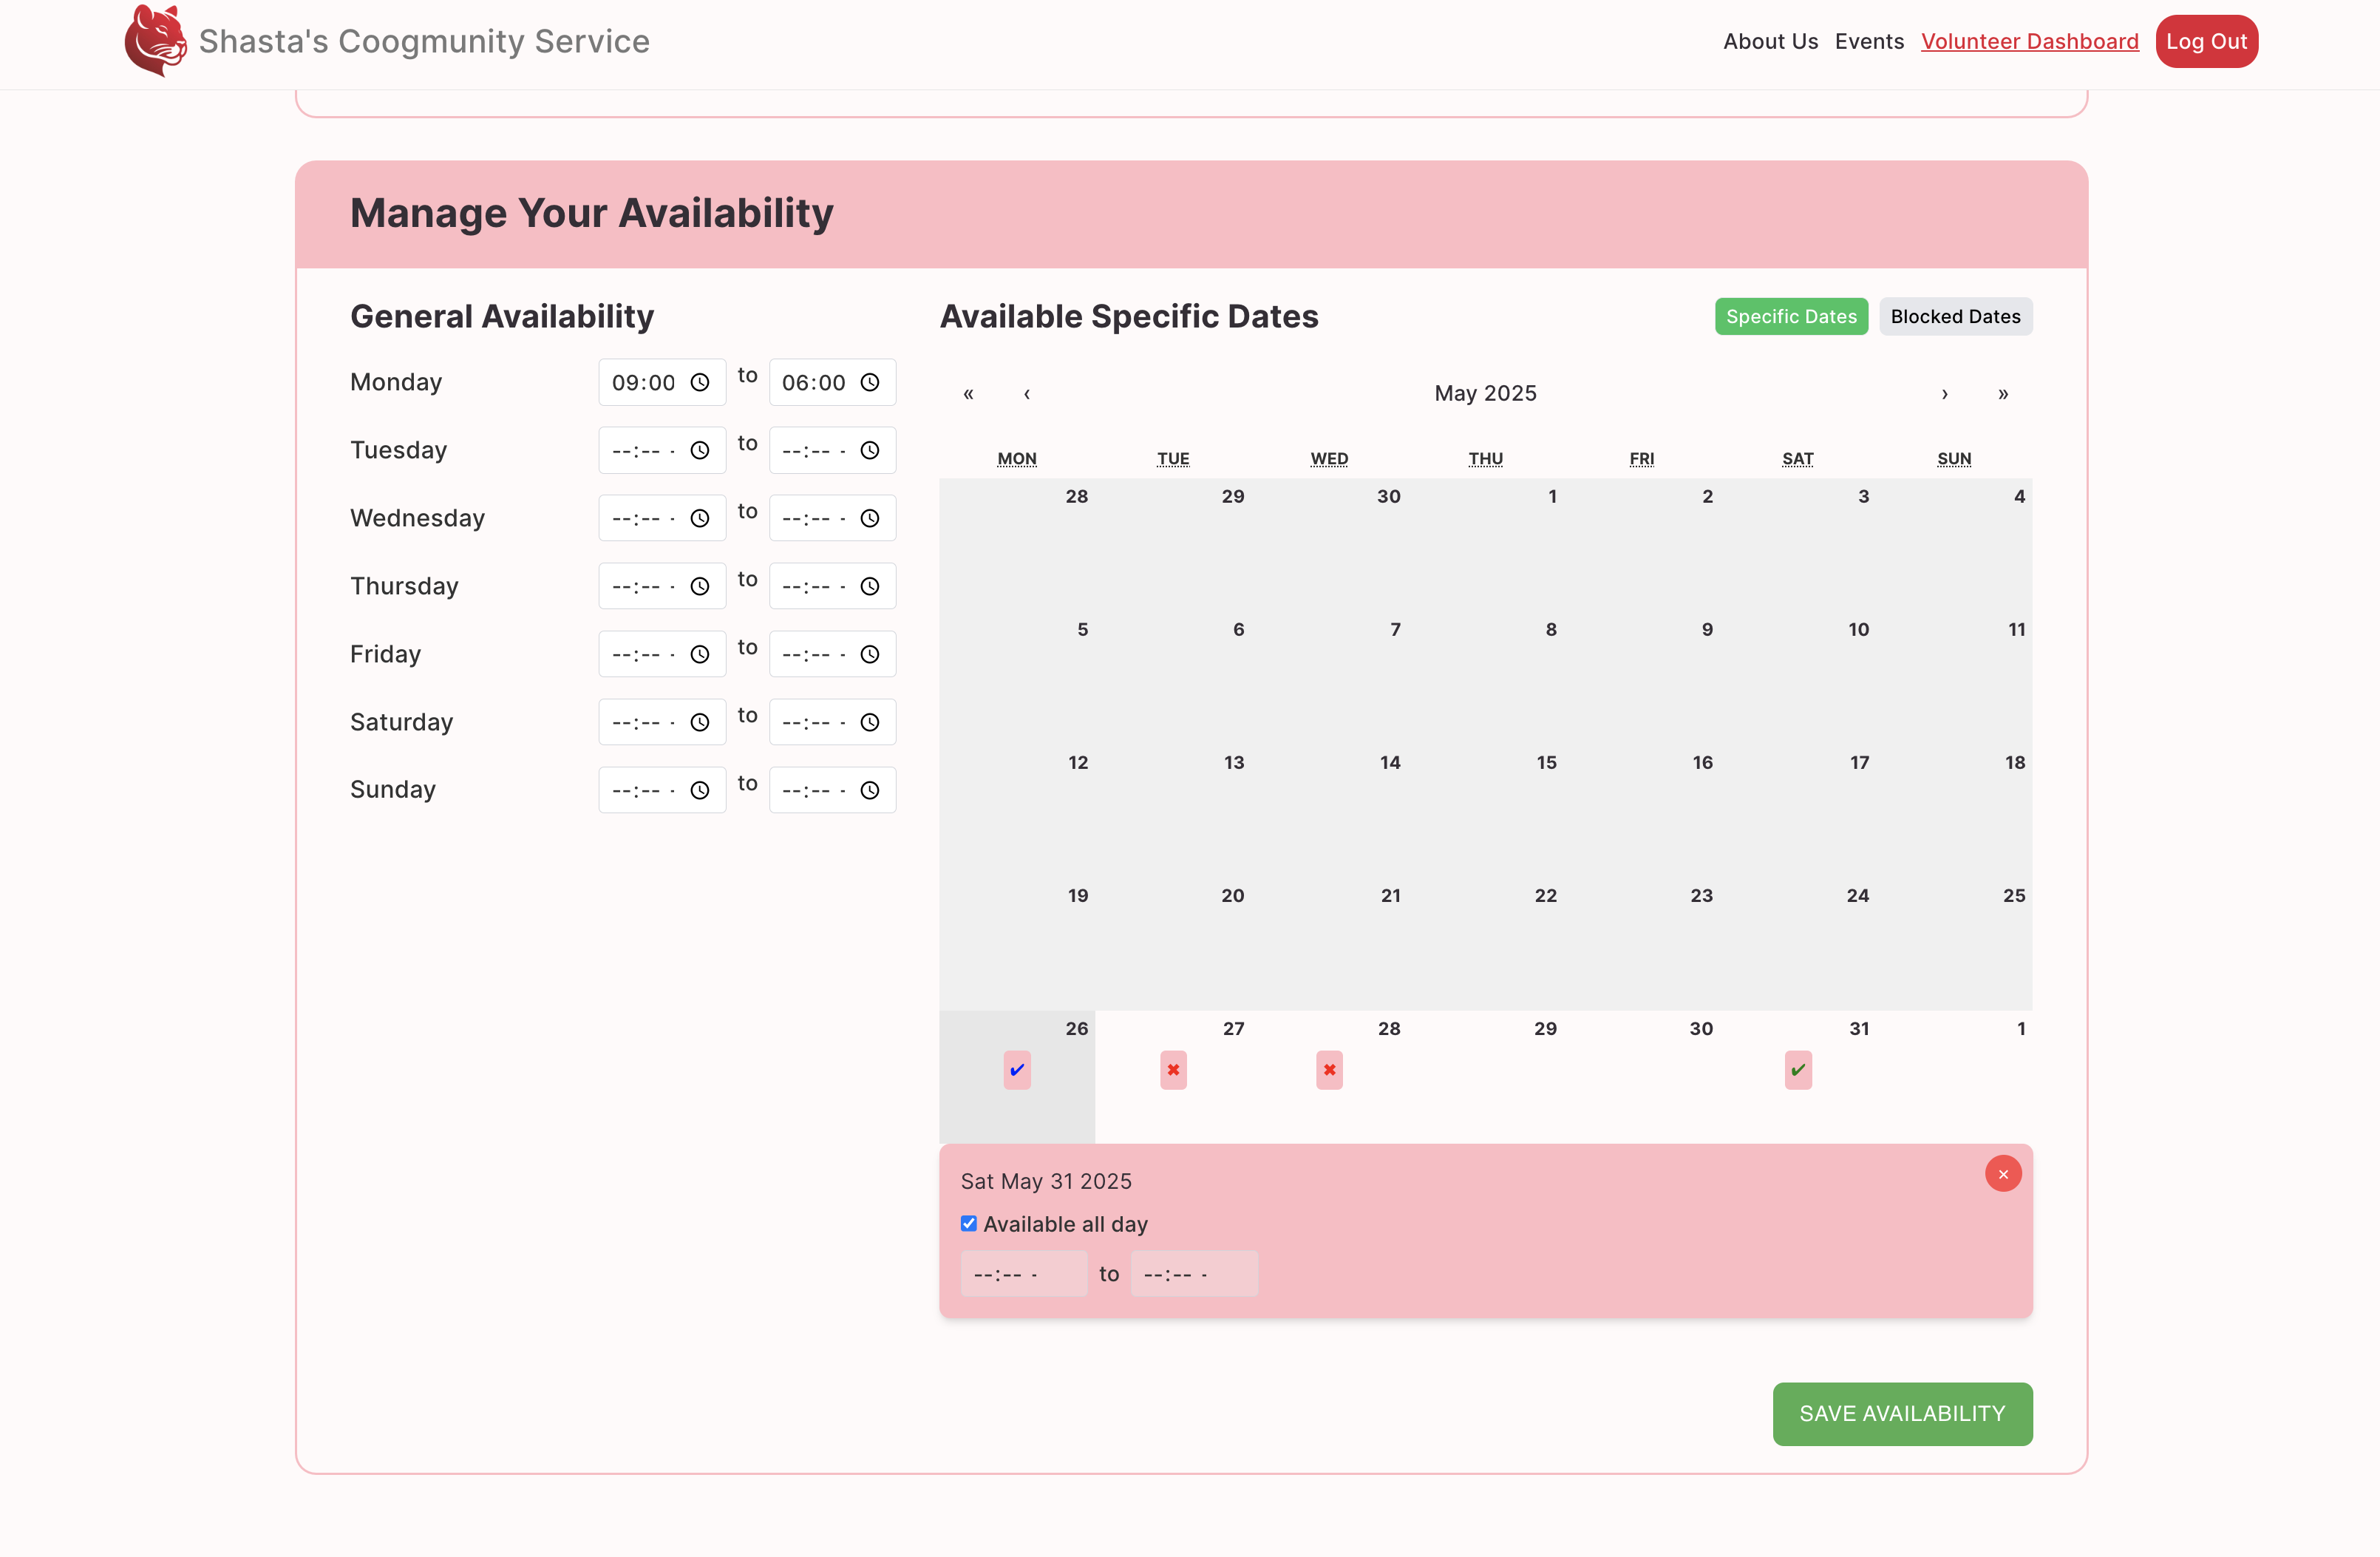 Shasta's Coogmunity Service
About Us Events Volunteer Dashboard Log Out
Manage Your Availability
General Availability
Monday 09:00 to 06:00
Tuesday --:-- - to --:-- -
Wednesday --:-- - to --:-- -
Thursday --:-- - to --:-- -
Friday --:-- - to --:-- -
Saturday --:-- - to --:-- -
Sunday --:-- - to --:-- -
Available Specific Dates Specific Dates Blocked Dates
« ‹ May 2025 › »
MON TUE WED THU FRI SAT SUN
28 29 30 1 2 3 4
5 6 7 8 9 10 11
12 13 14 15 16 17 18
19 20 21 22 23 24 25
26 27 28 29 30 31 1
✔ ✖ ✖ ✔
Sat May 31 2025 ×
Available all day
--:-- - to --:-- -
SAVE AVAILABILITY